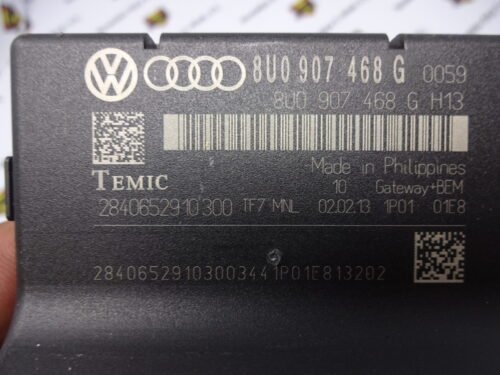 8U0 907 468 G 0059
8U0 907 468 G H13
Made in Philippines
TEMIC 10 Gateway+BEM
2840652910300 TF7 MNL 02.02.13 1P01 01E8
28406529103003441P01E813202